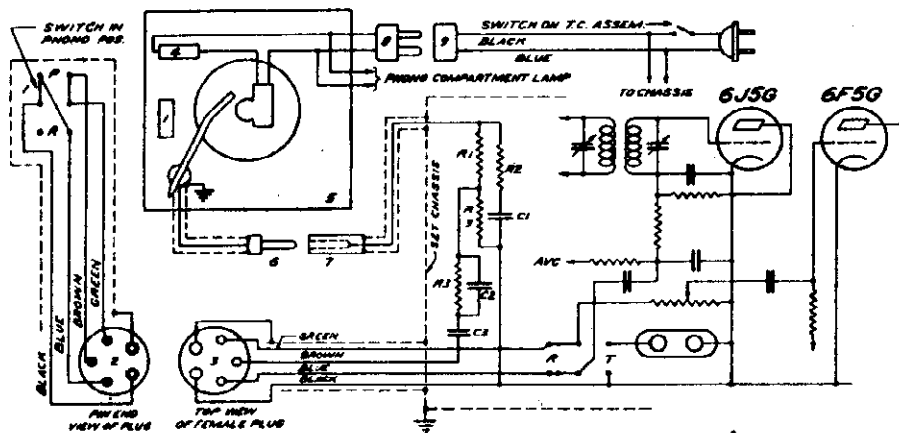 SWITCH IN
PHONO POS.
P
R
4
1
5
8
9
SWITCH ON T.C. ASSEM.
BLACK
BLUE
PHONO COMPARTMENT LAMP
TO CHASSIS
6J5G
6F5G
R1
R2
R
3
C1
SET CHASSIS
R3
C2
C3
AVC
6
7
BLACK
BLUE
BROWN
GREEN
2
3
GREEN
BROWN
BLUE
BLACK
R
T
PIN END
VIEW OF PLUG
TOP VIEW
OF FEMALE PLUG